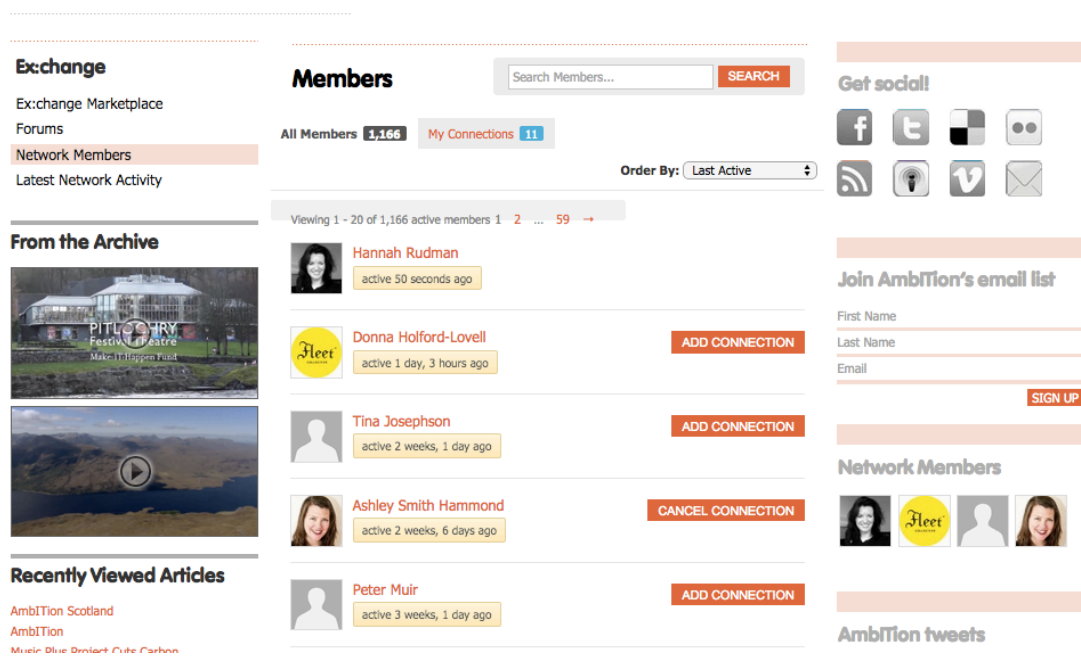 Ex:change
Ex:change Marketplace
Forums
Network Members
Latest Network Activity
From the Archive
PITLOCHRY
Festival Theatre
Make:IT:Happen Fund
Recently Viewed Articles
AmbITion Scotland
AmbITion
Music Plus Project Cuts Carbon
Members
Search Members...
SEARCH
All Members 1,166 My Connections 11
Order By: Last Active
Viewing 1 - 20 of 1,166 active members 1 2 ... 59 →
Hannah Rudman
active 50 seconds ago
Fleet
Donna Holford-Lovell
active 1 day, 3 hours ago
ADD CONNECTION
Tina Josephson
active 2 weeks, 1 day ago
ADD CONNECTION
Ashley Smith Hammond
active 2 weeks, 6 days ago
CANCEL CONNECTION
Peter Muir
active 3 weeks, 1 day ago
ADD CONNECTION
Get social!
Join AmbITion's email list
First Name
Last Name
Email
SIGN UP
Network Members
Fleet
AmbITion tweets